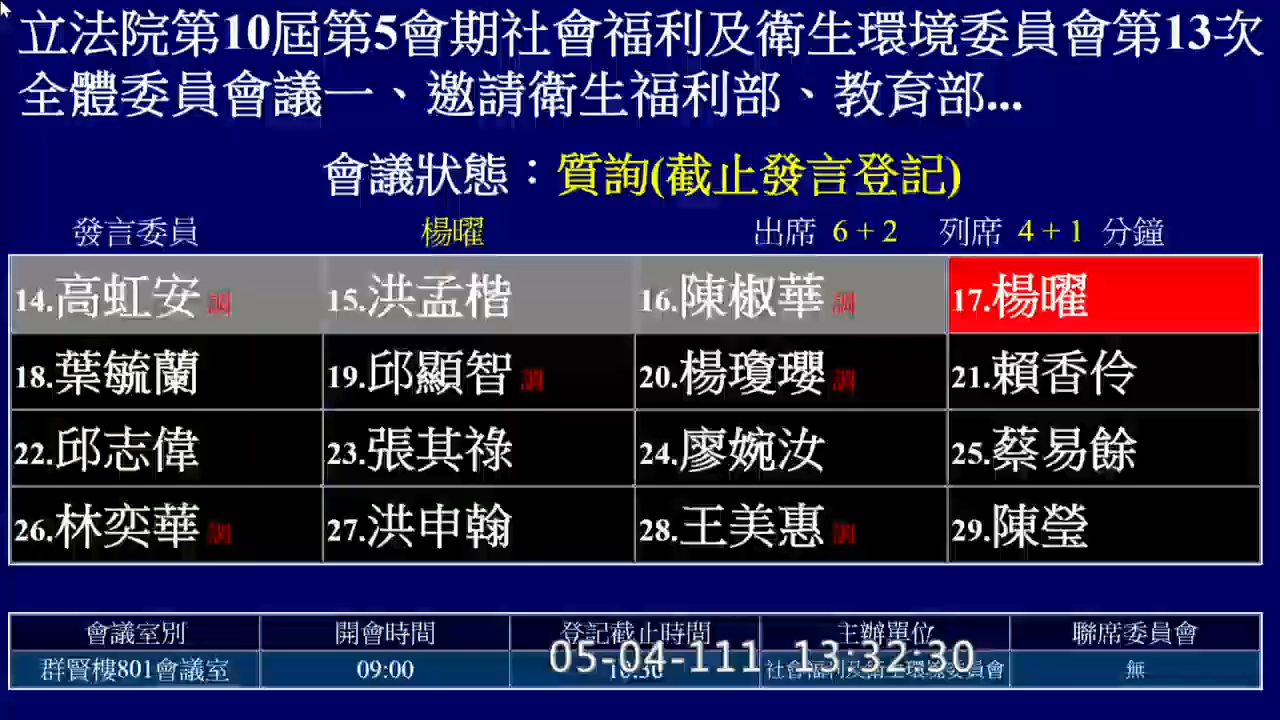 立法院第10屆第5會期社會福利及衛生環境委員會第13次
全體委員會議一、邀請衛生福利部、教育部...
會議狀態：質詢(截止發言登記)
發言委員 楊曜 出席 6 + 2 列席 4 + 1 分鐘
14.高虹安 調 15.洪孟楷 16.陳椒華 調 17.楊曜
18.葉毓蘭 19.邱顯智 調 20.楊瓊瓔 調 21.賴香伶
22.邱志偉 23.張其祿 24.廖婉汝 25.蔡易餘
26.林奕華 調 27.洪申翰 28.王美惠 調 29.陳瑩
會議室別 開會時間 登記截止時間 主辦單位 聯席委員會
05-04-111 13:32:30
群賢樓801會議室 09:00 10:30 社會福利及衛生環境委員會 無